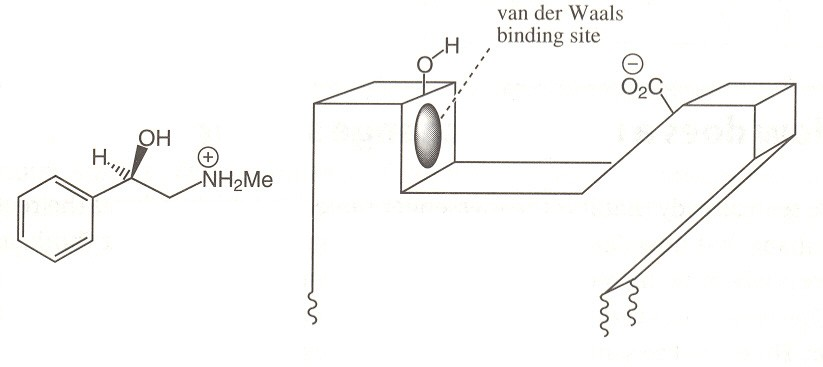 van der Waals
binding site
H
O
⊖
O₂C
OH
H
⊕
NH₂Me